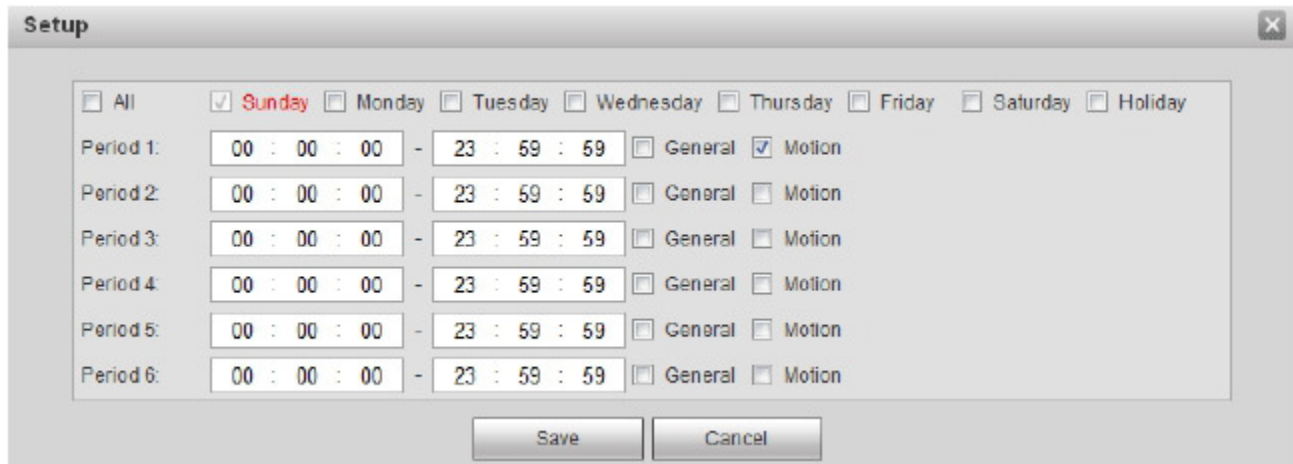 Setup
All Sunday Monday Tuesday Wednesday Thursday Friday Saturday Holiday
Period 1: 00 : 00 : 00 - 23 : 59 : 59 General Motion
Period 2: 00 : 00 : 00 - 23 : 59 : 59 General Motion
Period 3: 00 : 00 : 00 - 23 : 59 : 59 General Motion
Period 4: 00 : 00 : 00 - 23 : 59 : 59 General Motion
Period 5: 00 : 00 : 00 - 23 : 59 : 59 General Motion
Period 6: 00 : 00 : 00 - 23 : 59 : 59 General Motion
Save Cancel